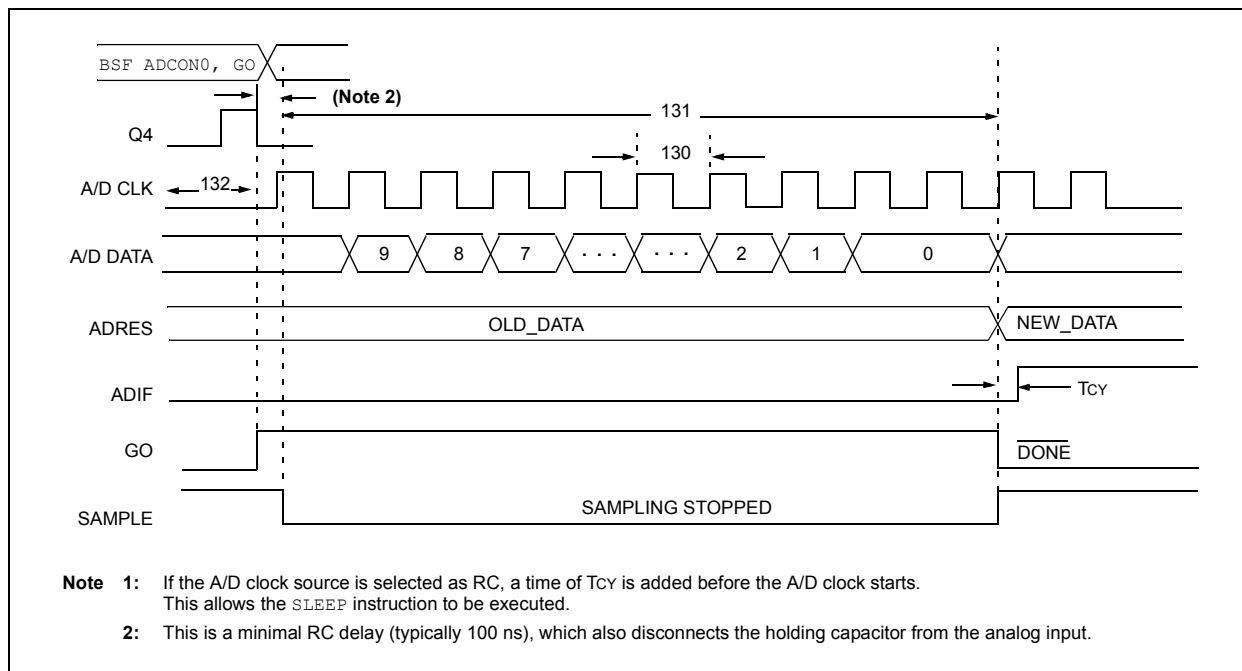 BSF ADCON0, GO
(Note 2)
131
Q4
130
A/D CLK
132
A/D DATA
9 8 7 · · · · · · 2 1 0
ADRES
OLD_DATA
NEW_DATA
ADIF
TCY
GO
DONE
SAMPLE
SAMPLING STOPPED
Note 1: If the A/D clock source is selected as RC, a time of TCY is added before the A/D clock starts.
This allows the SLEEP instruction to be executed.
2: This is a minimal RC delay (typically 100 ns), which also disconnects the holding capacitor from the analog input.